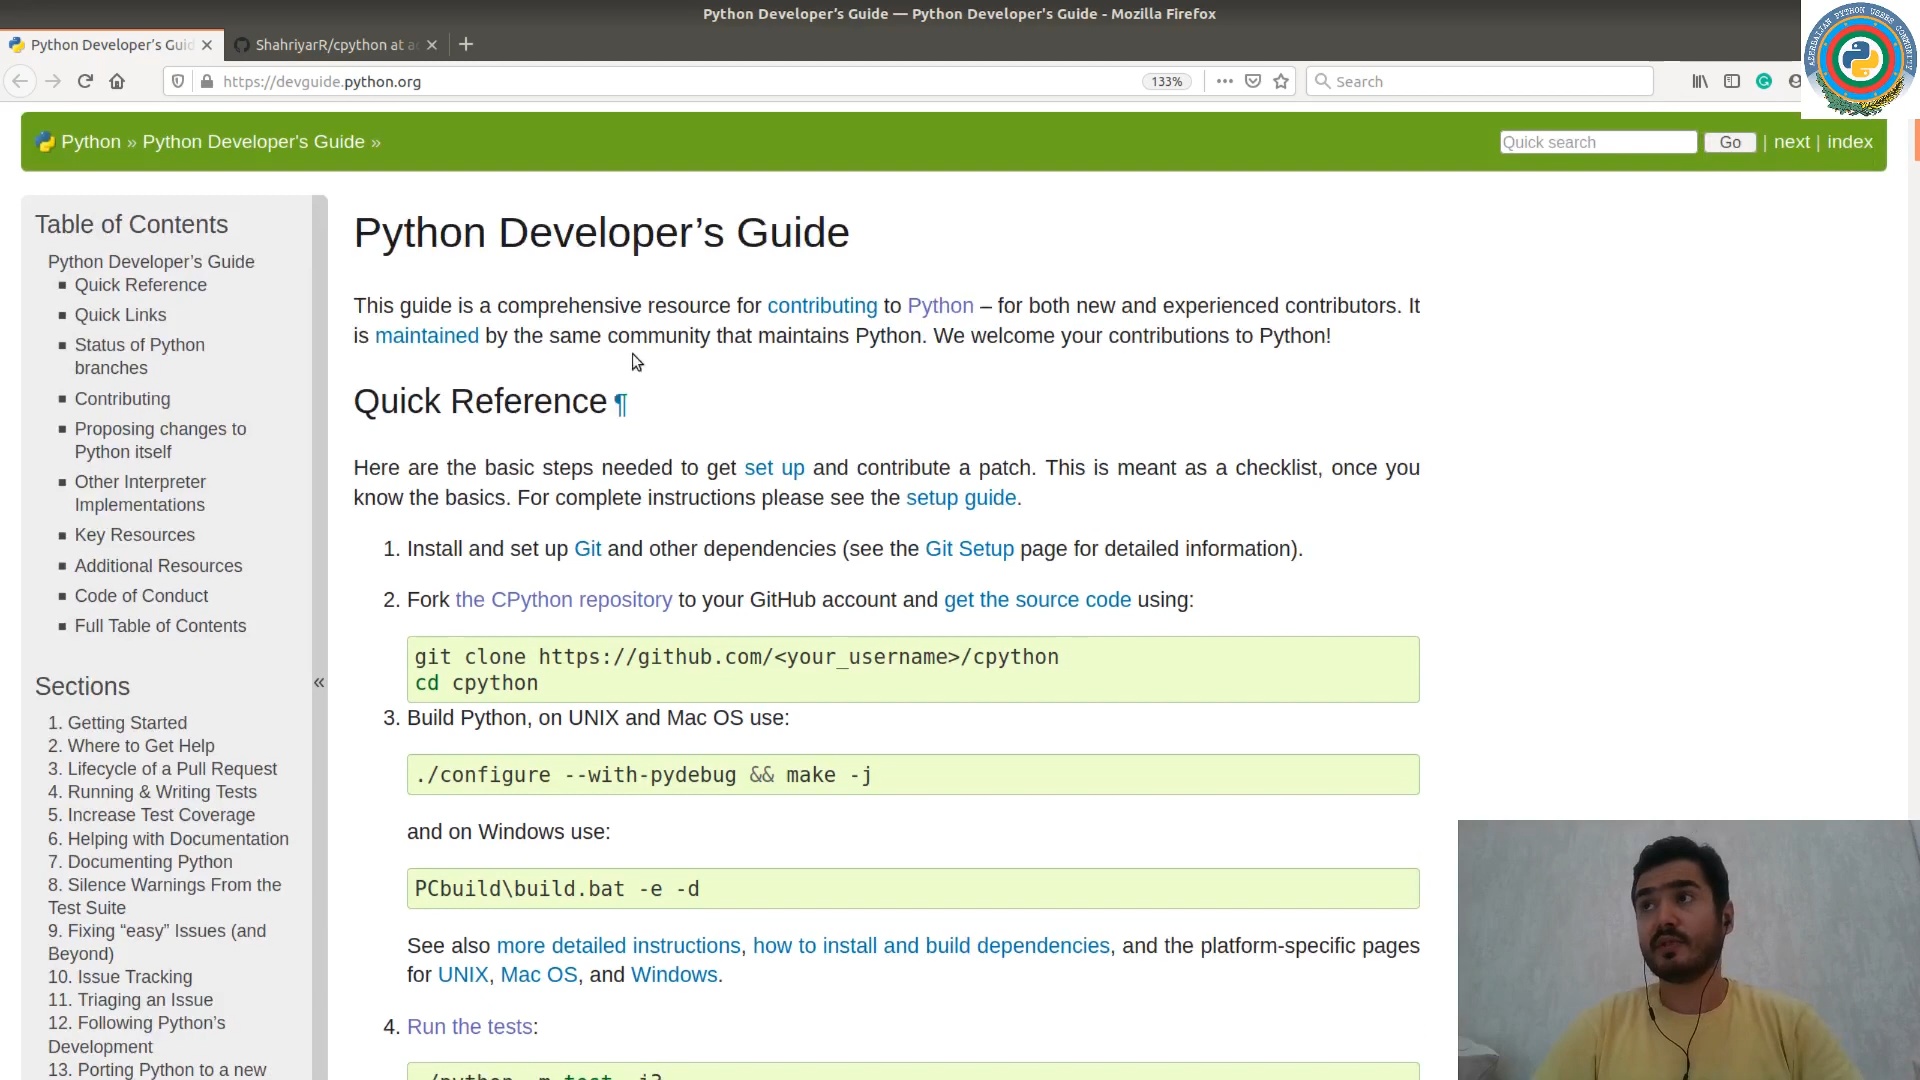 Python Developer's Guide — Python Developer's Guide - Mozilla Firefox
Python Developer's Guid
ShahriyarR/cpython at ad
https://devguide.python.org
133%
Search
AZERBAIJAN PYTHON USERS COMMUNITY
Python » Python Developer's Guide »
Quick search
Go | next | index
Table of Contents
Python Developer's Guide
Quick Reference
Quick Links
Status of Python
branches
Contributing
Proposing changes to
Python itself
Other Interpreter
Implementations
Key Resources
Additional Resources
Code of Conduct
Full Table of Contents
Sections
«
1. Getting Started
2. Where to Get Help
3. Lifecycle of a Pull Request
4. Running & Writing Tests
5. Increase Test Coverage
6. Helping with Documentation
7. Documenting Python
8. Silence Warnings From the
Test Suite
9. Fixing “easy” Issues (and
Beyond)
10. Issue Tracking
11. Triaging an Issue
12. Following Python’s
Development
13. Porting Python to a new
Python Developer’s Guide
This guide is a comprehensive resource for contributing to Python – for both new and experienced contributors. It
is maintained by the same community that maintains Python. We welcome your contributions to Python!
Quick Reference ¶
Here are the basic steps needed to get set up and contribute a patch. This is meant as a checklist, once you
know the basics. For complete instructions please see the setup guide.
1. Install and set up Git and other dependencies (see the Git Setup page for detailed information).
2. Fork the CPython repository to your GitHub account and get the source code using:
git clone https://github.com/<your_username>/cpython
cd cpython
3. Build Python, on UNIX and Mac OS use:
./configure --with-pydebug && make -j
and on Windows use:
PCbuild\build.bat -e -d
See also more detailed instructions, how to install and build dependencies, and the platform-specific pages
for UNIX, Mac OS, and Windows.
4. Run the tests:
./python -m test -j3